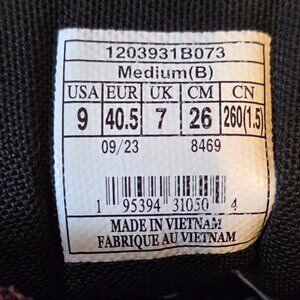 1203931B073
Medium(B)
USA EUR UK CM CN
9 40.5 7 26 260(1.5)
09/23 8469
1 95394 31050 4
MADE IN VIETNAM
FABRIQUE AU VIETNAM